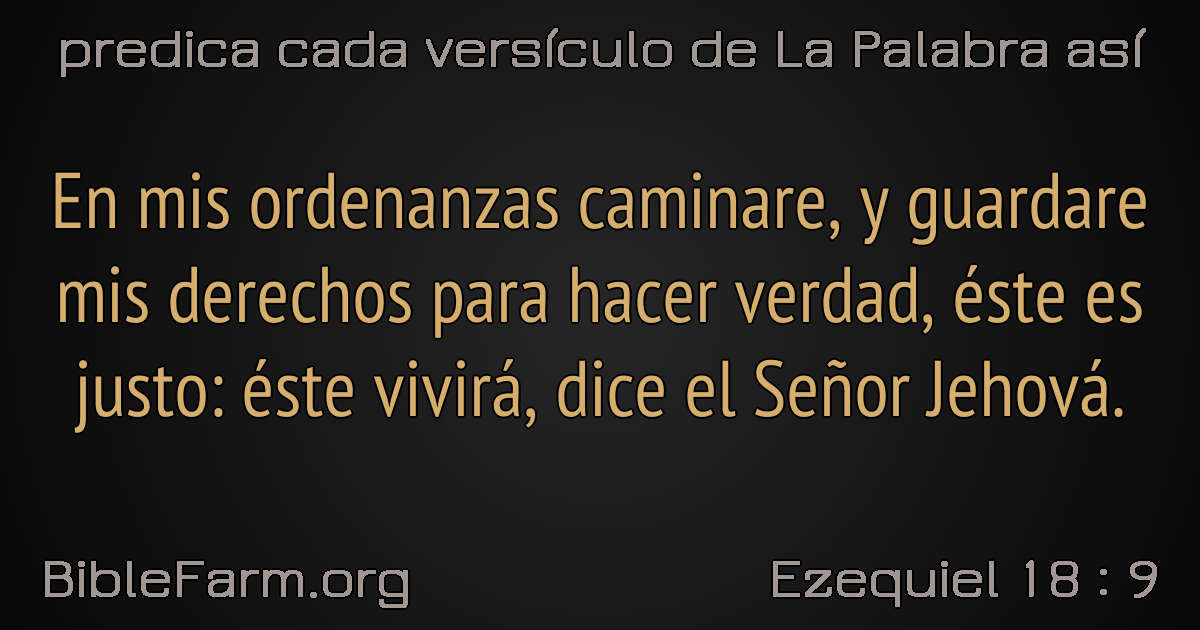 predica cada versículo de La Palabra así
En mis ordenanzas caminare, y guardare
mis derechos para hacer verdad, éste es
justo: éste vivirá, dice el Señor Jehová.
BibleFarm.org
Ezequiel 18 : 9